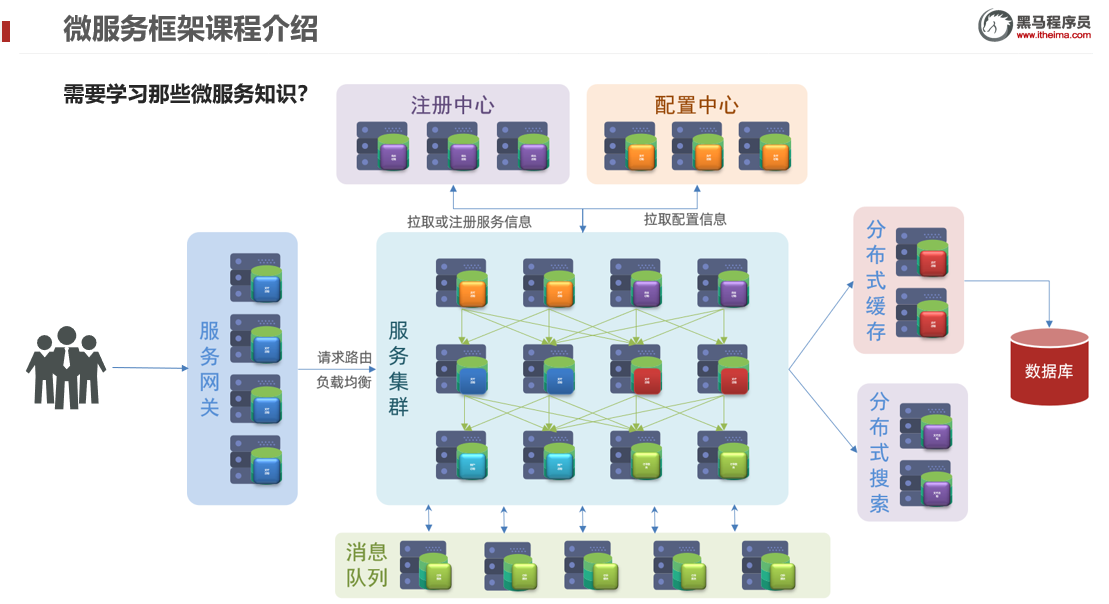 微服务框架课程介绍
黑马程序员
www.itheima.com
需要学习那些微服务知识?
注册中心
配置中心
拉取或注册服务信息
拉取配置信息
服务网关
请求路由
负载均衡
服务集群
分布式缓存
分布式搜索
数据库
消息
队列